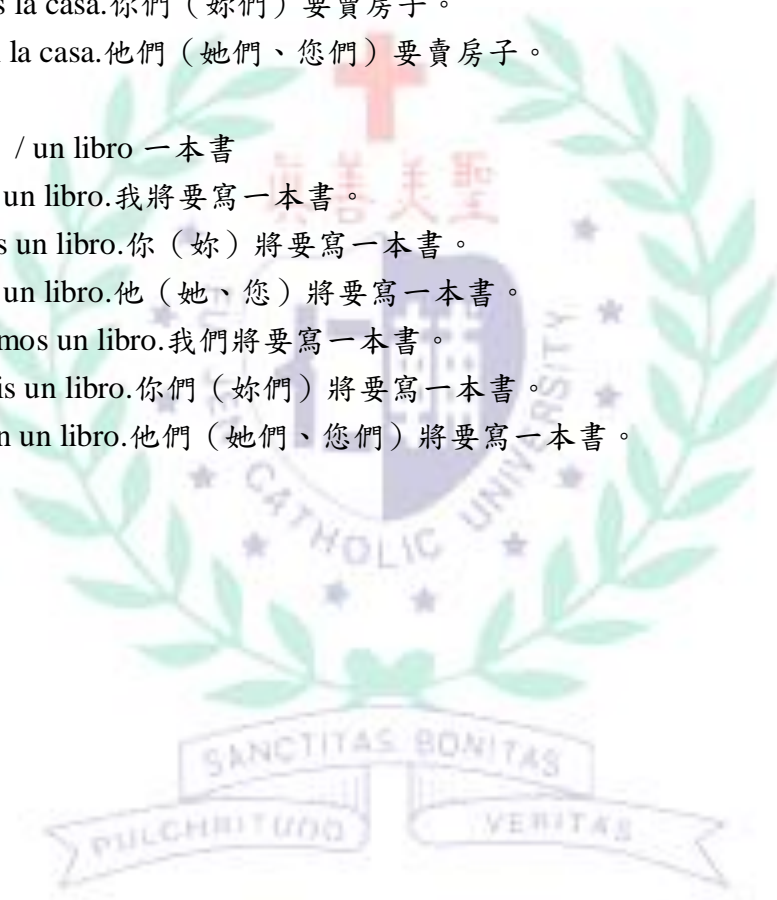 s la casa.你們（妳們）要賣房子。
la casa.他們（她們、您們）要賣房子。
/ un libro 一本書
un libro.我將要寫一本書。
s un libro.你（妳）將要寫一本書。
un libro.他（她、您）將要寫一本書。
mos un libro.我們將要寫一本書。
is un libro.你們（妳們）將要寫一本書。
n un libro.他們（她們、您們）將要寫一本書。
真善美聖
CATHOLIC UNIVERSITY
SANCTITAS BONITAS
PULCHRITUDO VERITAS